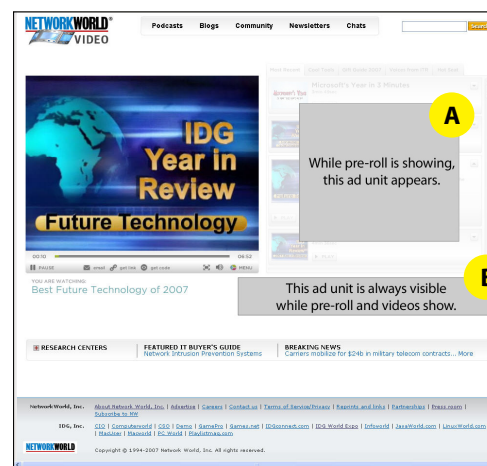 NETWORKWORLD®
VIDEO
Podcasts Blogs Community Newsletters Chats
Most Recent
Microsoft's Year in 3 Minutes
A
IDG
Year in
Review
Future Technology
While pre-roll is showing,
this ad unit appears.
00:10 06:52
PAUSE email get link get code MENU
YOU ARE WATCHING
Best Future Technology of 2007
This ad unit is always visible
while pre-roll and videos show.
RESEARCH CENTERS
FEATURED IT BUYER'S GUIDE
Network Intrusion Prevention Systems
BREAKING NEWS
Carriers mobilize for $24b in military telecom contracts... More
Network World, Inc. About Network World, Inc. | Advertise | Careers | Contact us | Terms of Service/Privacy | Reprints and links | Partnerships | Press room |
Subscribe to NW
IDG, Inc. CIO | Computerworld | CSO | Demo | GamePro | Games.net | IDGconnect.com | IDG World Expo | Infoworld | JavaWorld.com | LinuxWorld.com
| MacUser | Macworld | PC World | Playlistmag.com
NETWORKWORLD
Copyright © 1994-2007 Network World, Inc. All rights reserved.